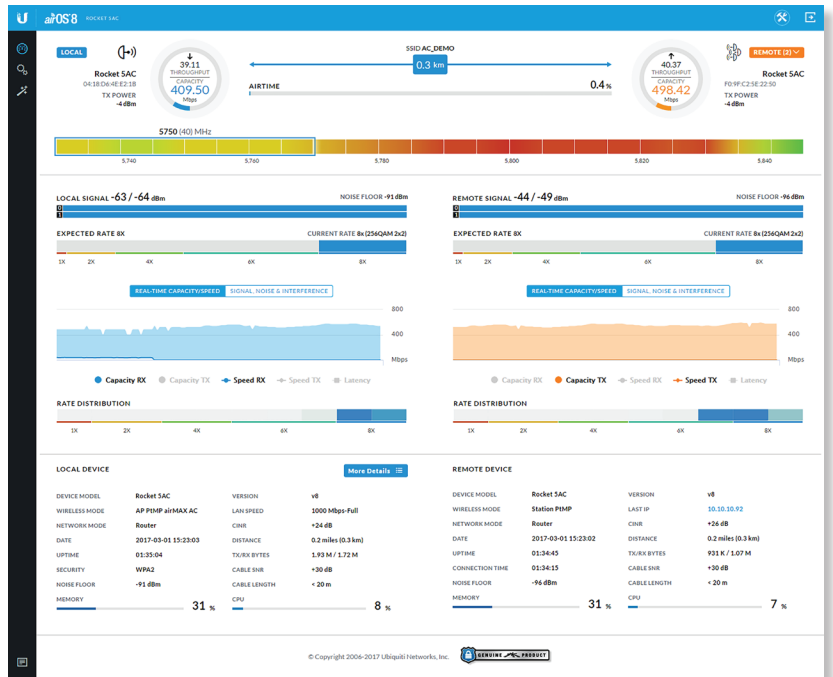 airOS®8 ROCKET 5AC
LOCAL
Rocket 5AC
04:18:D6:4E:E2:18
TX POWER
-4 dBm
39.11
THROUGHPUT
CAPACITY
409.50
Mbps
SSID AC_DEMO
0.3 km
AIRTIME 0.4 %
40.37
THROUGHPUT
CAPACITY
498.42
Mbps
REMOTE (2)
Rocket 5AC
F0:9F:C2:5E:22:50
TX POWER
-4 dBm
5750 (40) MHz
5,740 5,760 5,780 5,800 5,820 5,840
LOCAL SIGNAL -63 / -64 dBm NOISE FLOOR -91 dBm
0
1
EXPECTED RATE 8X CURRENT RATE 8x (256QAM 2x2)
1X 2X 4X 6X 8X
REAL-TIME CAPACITY/SPEED SIGNAL, NOISE & INTERFERENCE
800
400
Mbps
Capacity RX Capacity TX Speed RX Speed TX Latency
RATE DISTRIBUTION
1X 2X 4X 6X 8X
REMOTE SIGNAL -44 / -49 dBm NOISE FLOOR -96 dBm
0
1
EXPECTED RATE 8X CURRENT RATE 8x (256QAM 2x2)
1X 2X 4X 6X 8X
REAL-TIME CAPACITY/SPEED SIGNAL, NOISE & INTERFERENCE
800
400
Mbps
Capacity RX Capacity TX Speed RX Speed TX Latency
RATE DISTRIBUTION
1X 2X 4X 6X 8X
LOCAL DEVICE More Details
DEVICE MODEL Rocket 5AC VERSION v8
WIRELESS MODE AP PtMP airMAX AC LAN SPEED 1000 Mbps-Full
NETWORK MODE Router CINR +24 dB
DATE 2017-03-01 15:23:03 DISTANCE 0.2 miles (0.3 km)
UPTIME 01:35:04 TX/RX BYTES 1.93 M / 1.72 M
SECURITY WPA2 CABLE SNR +30 dB
NOISE FLOOR -91 dBm CABLE LENGTH < 20 m
MEMORY 31 % CPU 8 %
REMOTE DEVICE
DEVICE MODEL Rocket 5AC VERSION v8
WIRELESS MODE Station PtMP LAST IP 10.10.10.92
NETWORK MODE Router CINR +26 dB
DATE 2017-03-01 15:23:02 DISTANCE 0.2 miles (0.3 km)
UPTIME 01:34:45 TX/RX BYTES 931 K / 1.07 M
CONNECTION TIME 01:34:15 CABLE SNR +30 dB
NOISE FLOOR -96 dBm CABLE LENGTH < 20 m
MEMORY 31 % CPU 7 %
© Copyright 2006-2017 Ubiquiti Networks, Inc. GENUINE PRODUCT